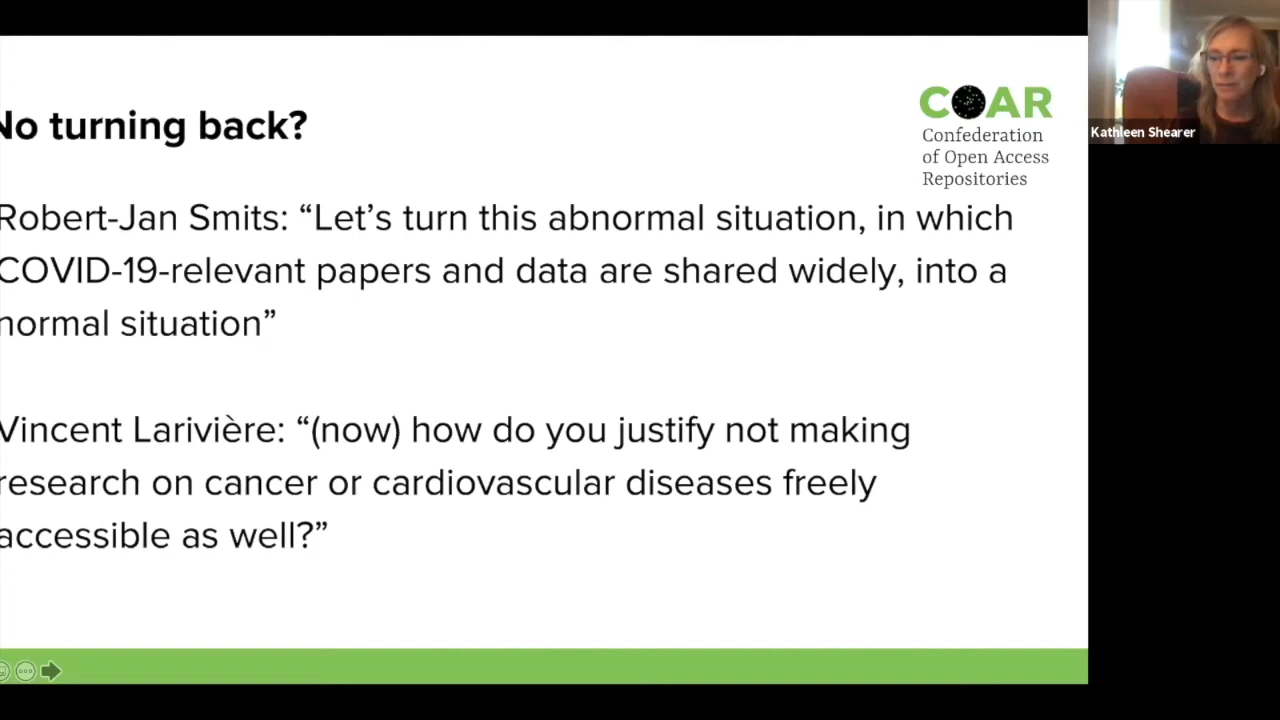 No turning back?
COAR
Confederation
of Open Access
Repositories
Robert-Jan Smits: “Let’s turn this abnormal situation, in which
COVID-19-relevant papers and data are shared widely, into a
normal situation”
Vincent Larivière: “(now) how do you justify not making
research on cancer or cardiovascular diseases freely
accessible as well?”
Kathleen Shearer